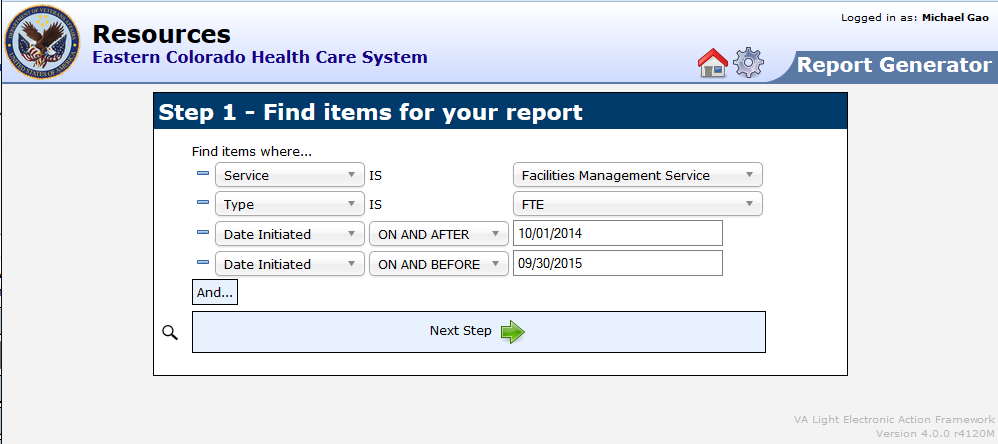 Logged in as: Michael Gao
Resources
Eastern Colorado Health Care System
Report Generator
Step 1 - Find items for your report
Find items where...
Service IS Facilities Management Service
Type IS FTE
Date Initiated ON AND AFTER 10/01/2014
Date Initiated ON AND BEFORE 09/30/2015
And...
Next Step
VA Light Electronic Action Framework
Version 4.0.0 r4120M